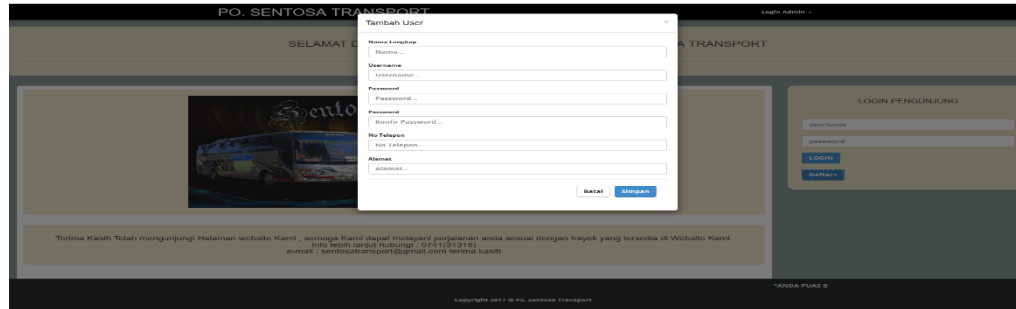 PO. SENTOSA TRANSPORT
Login Admin
Tambah User
×
SELAMAT D
A TRANSPORT
Nama Lengkap
Nama ..
Username
Username ..
Password
Password ..
Password
Konfir Password ..
No Telepon
No Telepon..
Alamat
Alamat...
Batal
Simpan
Sento
LOGIN PENGUNJUNG
username
password
LOGIN
Daftar+
Terima Kasih Telah mengunjungi Halaman website Kami , semoga Kami dapat melayani perjalanan anda sesuai dengan trayek yang tersedia di Website Kami.
Info lebih lanjut hubungi : 0741(31315)
e-mail : sentosatransport@gmail.com terima kasih
"ANDA PUAS B
Copyright 2017 @ Po. Sentosa Transport